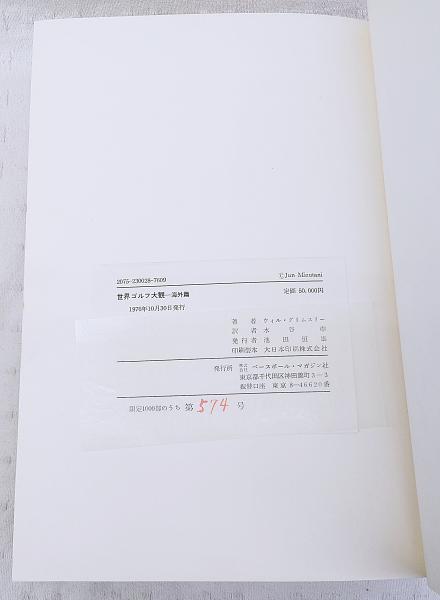 2075-230028-7609
©Jun Mizutani
世界ゴルフ大観―海外篇
定価 50,000円
1976年10月30日発行
著者 ウィル・グリムズリー
訳者 水谷準
発行者 池田恒雄
印刷製本 大日本印刷株式会社
発行所 株式会社 ベースボール・マガジン社
東京都千代田区神田錦町3-3
振替口座 東京 8-46620番
限定1000部のうち 第574号